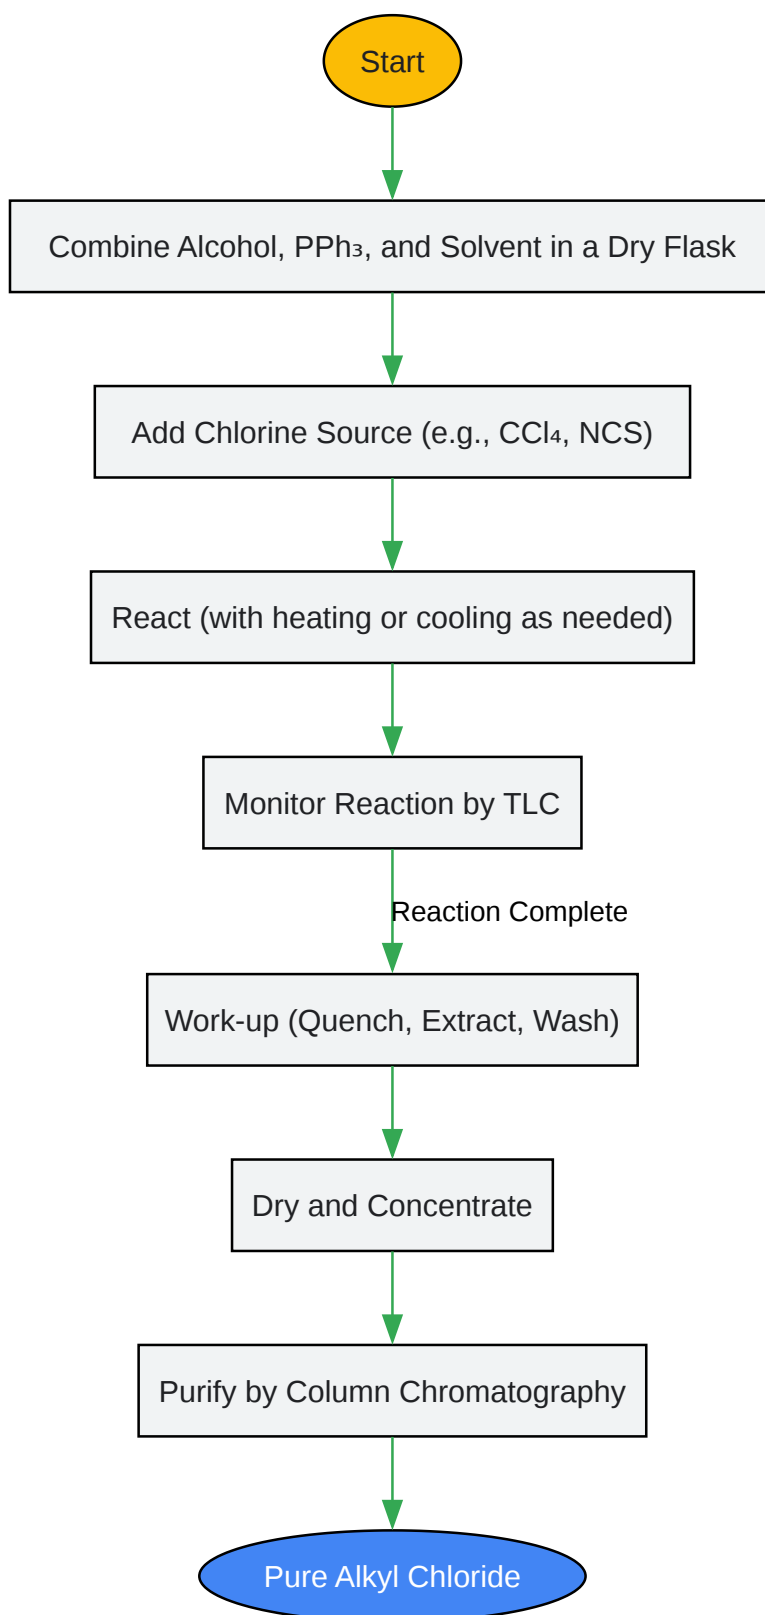 Start
Combine Alcohol, PPh₃, and Solvent in a Dry Flask
Add Chlorine Source (e.g., CCl₄, NCS)
React (with heating or cooling as needed)
Monitor Reaction by TLC
Reaction Complete
Work-up (Quench, Extract, Wash)
Dry and Concentrate
Purify by Column Chromatography
Pure Alkyl Chloride